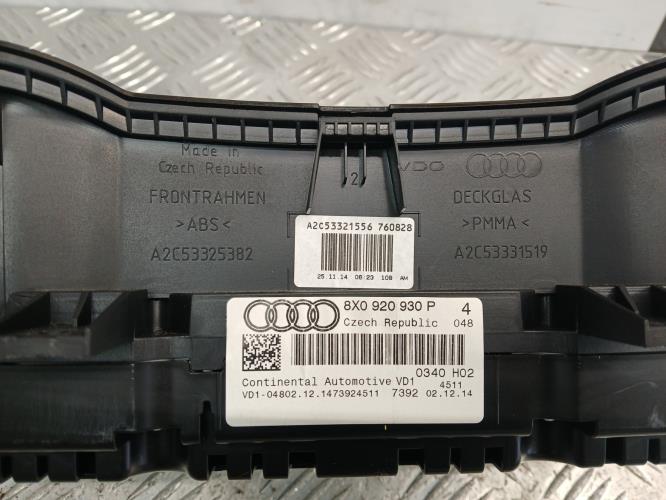 Made in
Czech Republic
VDO
FRONTRAHMEN
>ABS<
A2C53325382
2
DECKGLAS
>PMMA<
A2C53331519
A2C53321556 760828
25.11.14 08:23 108 AM
8X0 920 930 P 4
Czech Republic 048
0340 H02
Continental Automotive VD1 4511
VD1-04802.12.1473924511 7392 02.12.14